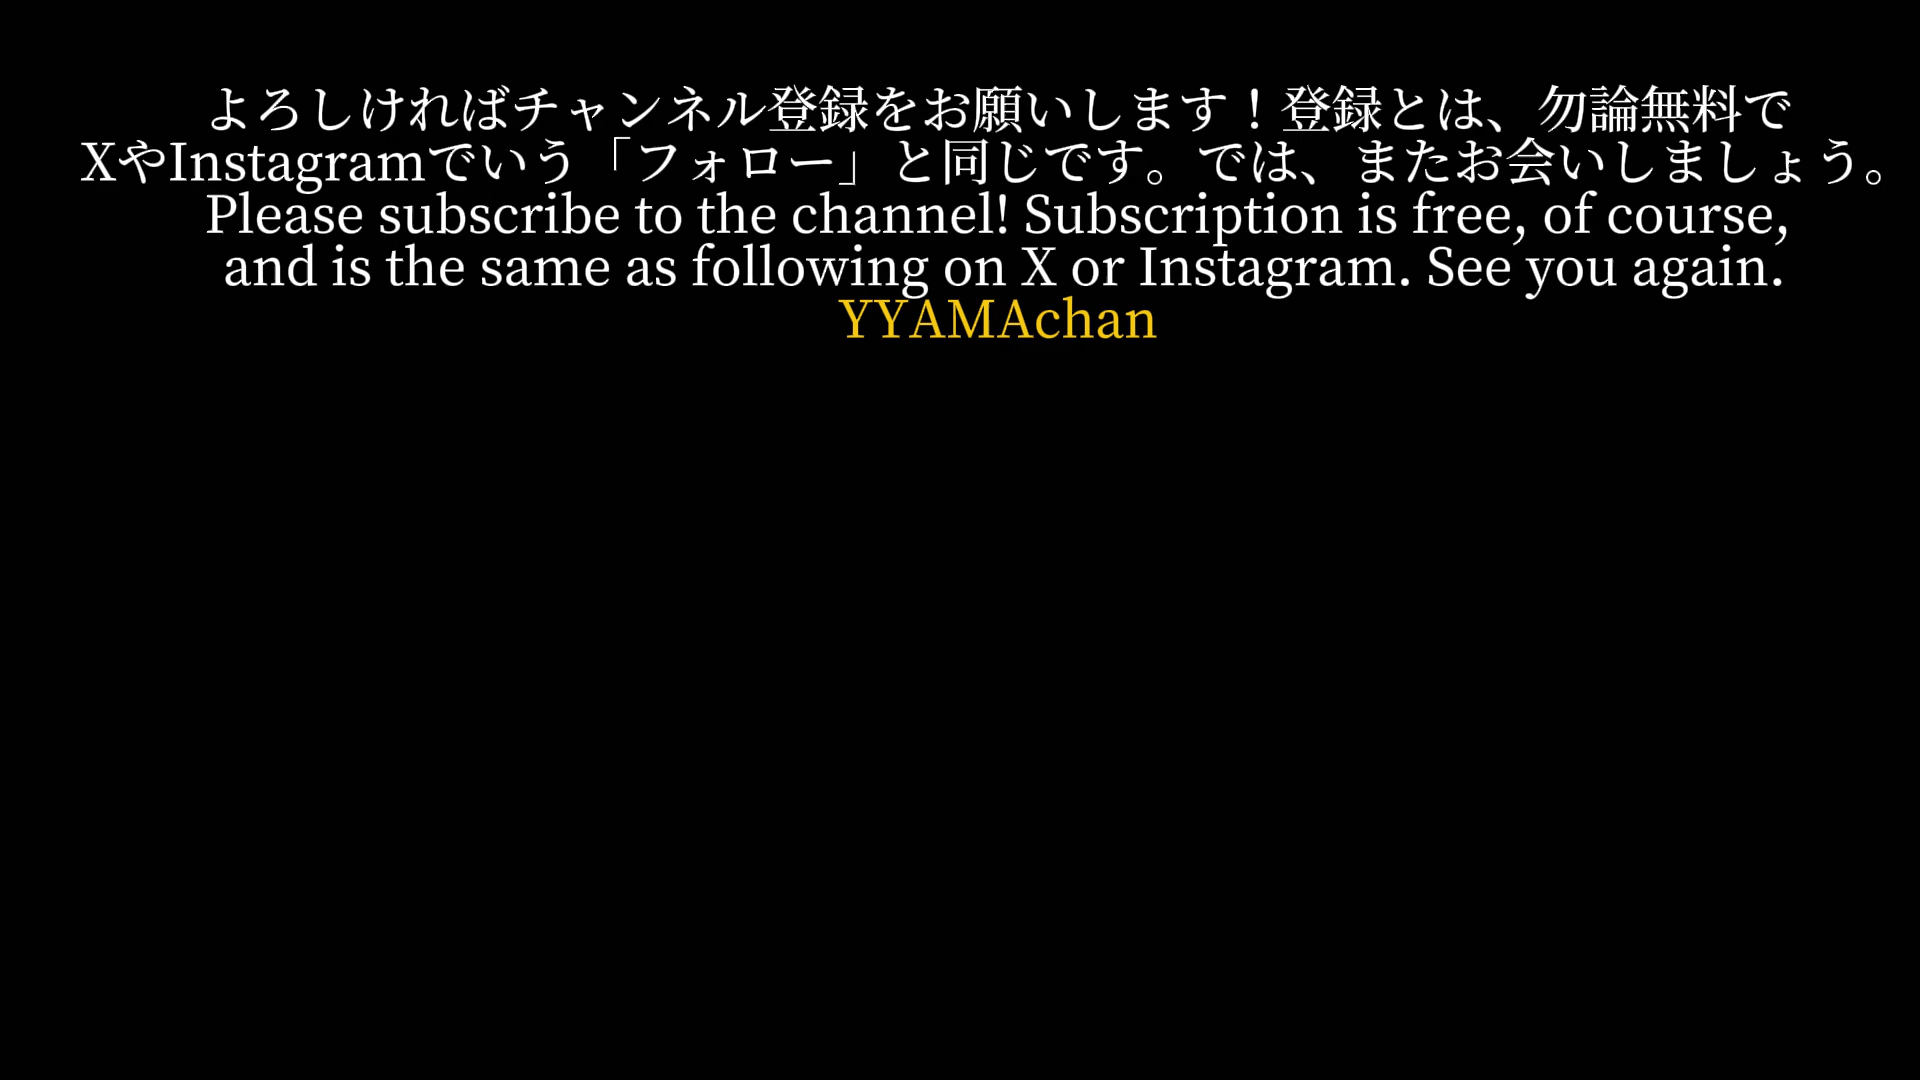 よろしければチャンネル登録をお願いします！登録とは、勿論無料で
XやInstagramでいう「フォロー」と同じです。では、またお会いしましょう。
Please subscribe to the channel! Subscription is free, of course,
and is the same as following on X or Instagram. See you again.
YYAMAchan